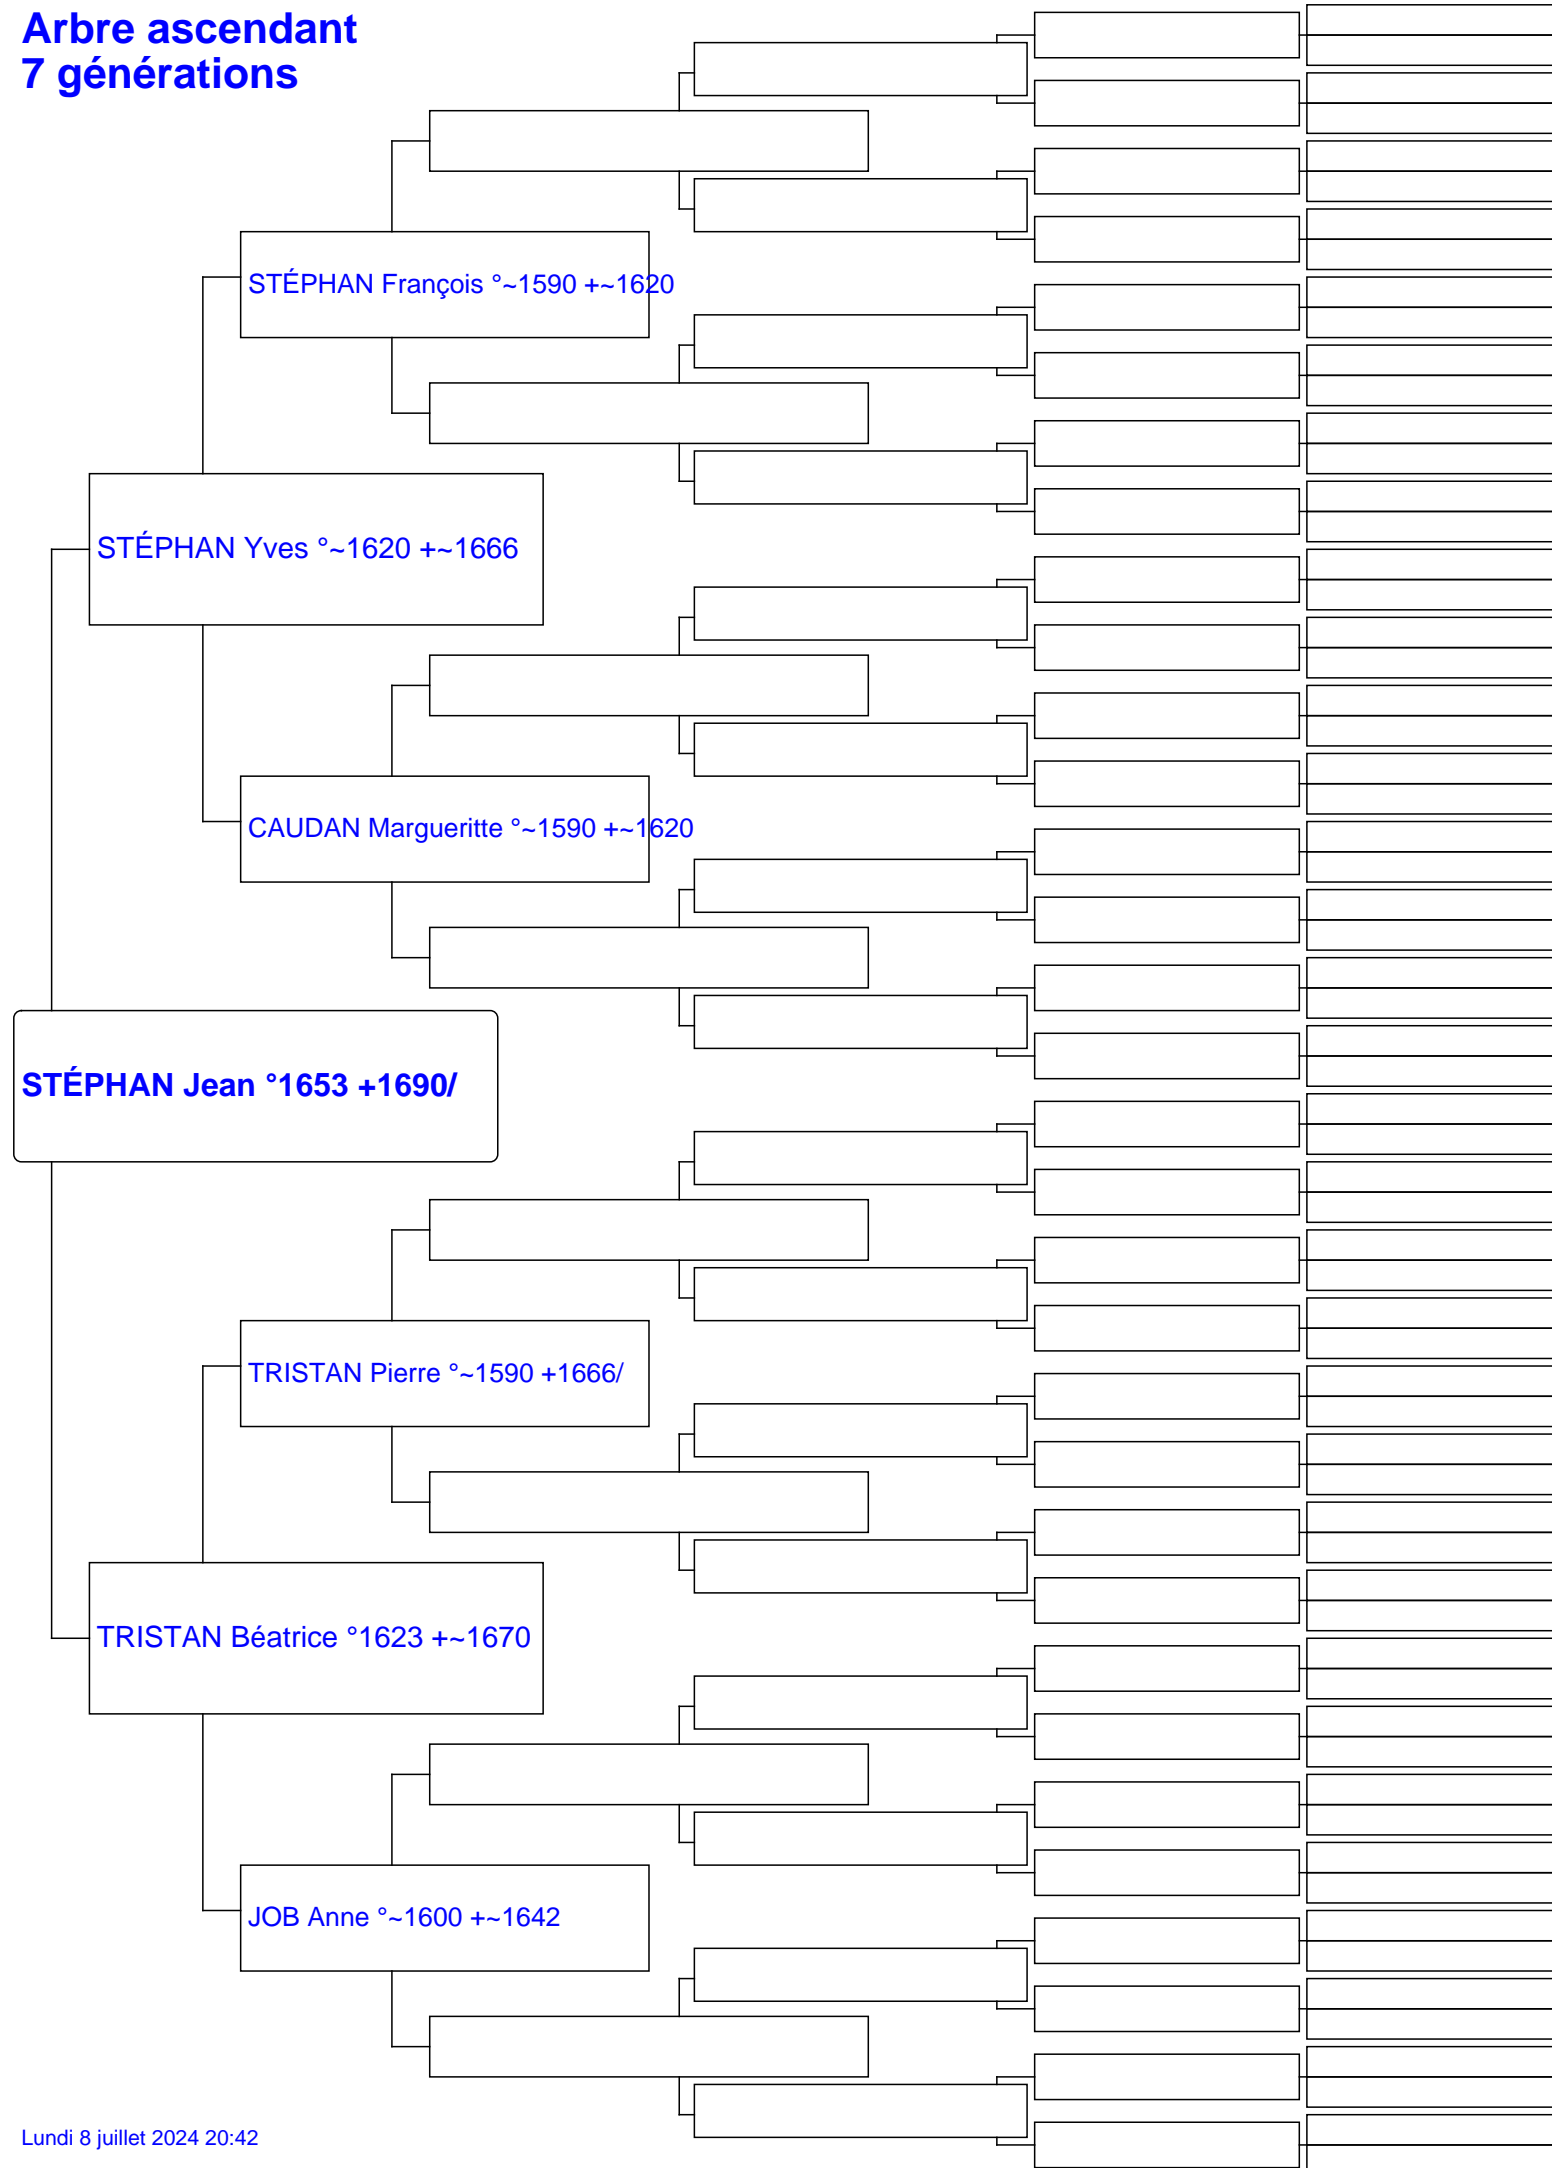 Arbre ascendant
7 générations
STÉPHAN François °~1590 +~1620
STÉPHAN Yves °~1620 +~1666
CAUDAN Margueritte °~1590 +~1620
STÉPHAN Jean °1653 +1690/
TRISTAN Pierre °~1590 +1666/
TRISTAN Béatrice °1623 +~1670
JOB Anne °~1600 +~1642
Lundi 8 juillet 2024 20:42